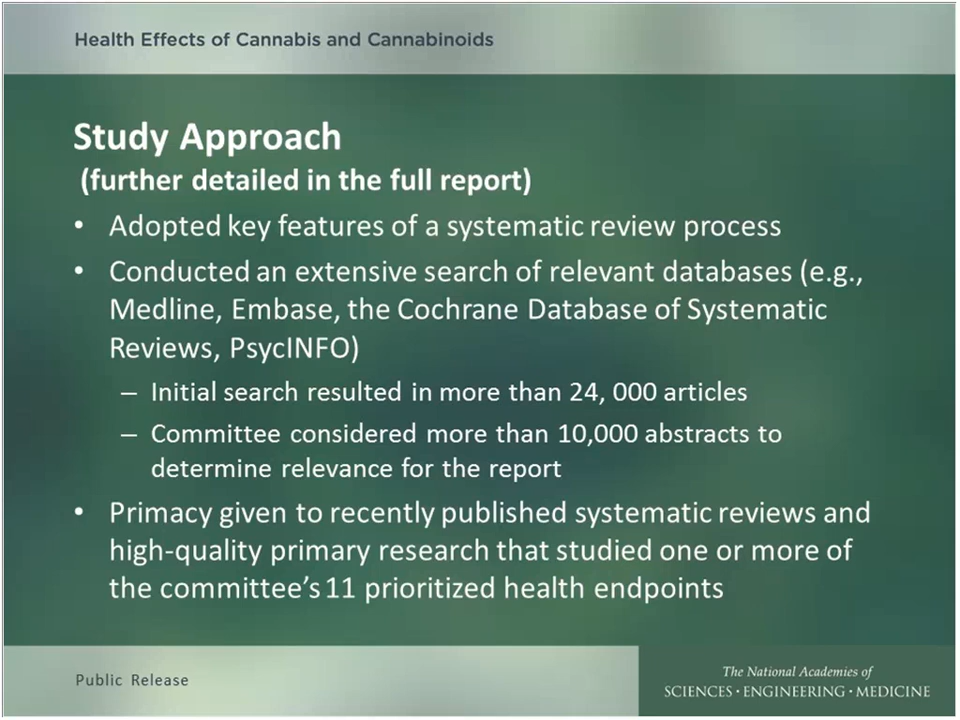 Health Effects of Cannabis and Cannabinoids
Study Approach
(further detailed in the full report)
• Adopted key features of a systematic review process
• Conducted an extensive search of relevant databases (e.g.,
Medline, Embase, the Cochrane Database of Systematic
Reviews, PsycINFO)
– Initial search resulted in more than 24, 000 articles
– Committee considered more than 10,000 abstracts to
determine relevance for the report
• Primacy given to recently published systematic reviews and
high-quality primary research that studied one or more of
the committee’s 11 prioritized health endpoints
Public Release
The National Academies of
SCIENCES • ENGINEERING • MEDICINE